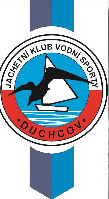 JACHETNÍ KLUB VODNÍ SPORTY
• DUCHCOV •